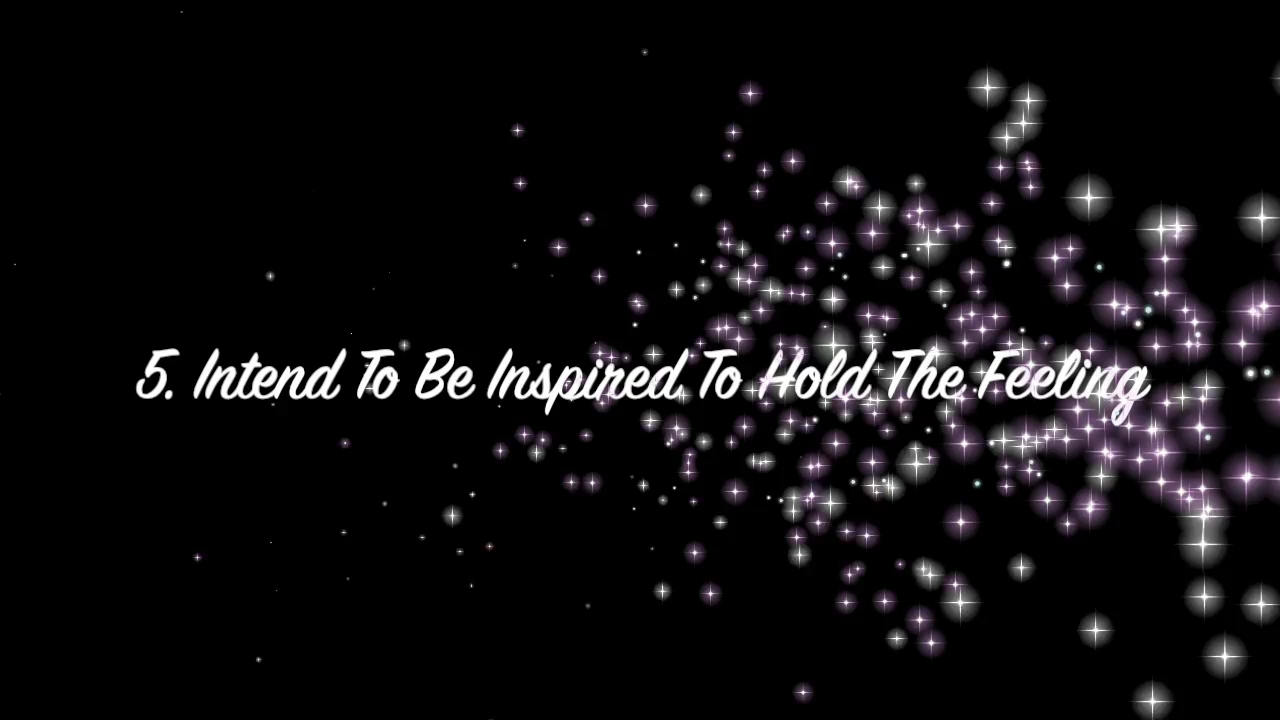 5. Intend To Be Inspired To Hold The Feeling